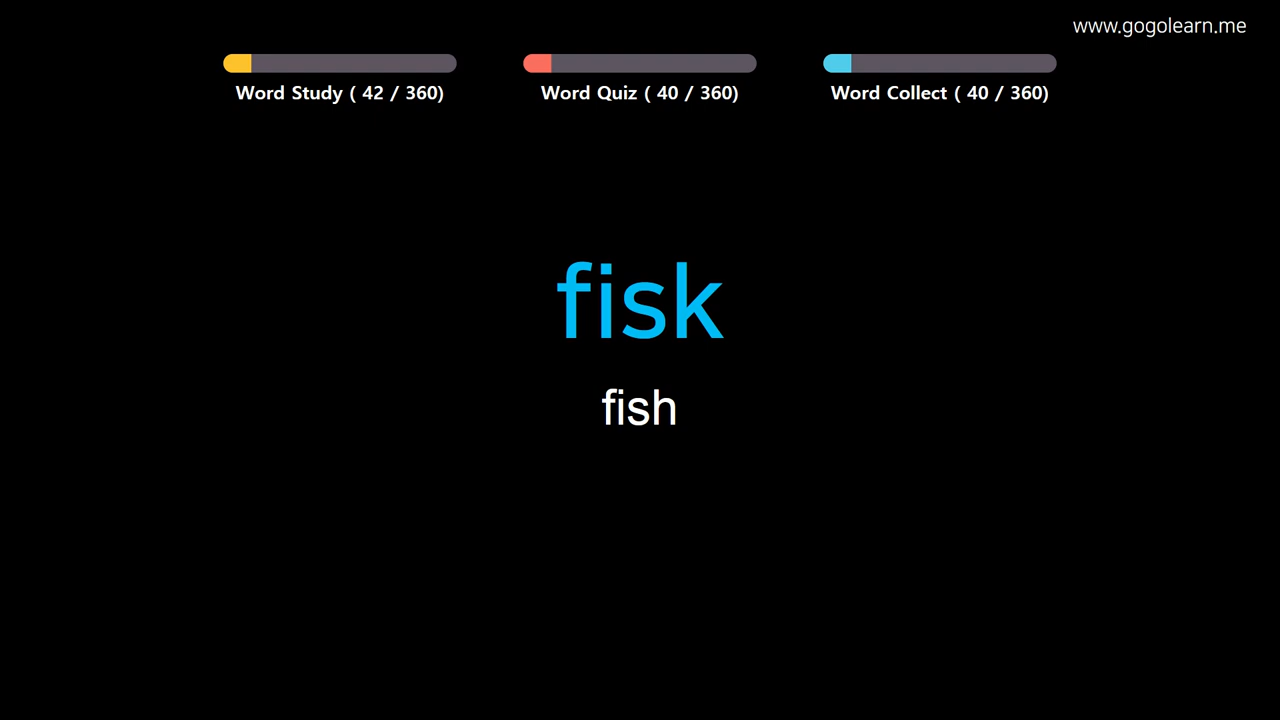 www.gogolearn.me
Word Study ( 42 / 360)
Word Quiz ( 40 / 360)
Word Collect ( 40 / 360)
fisk
fish